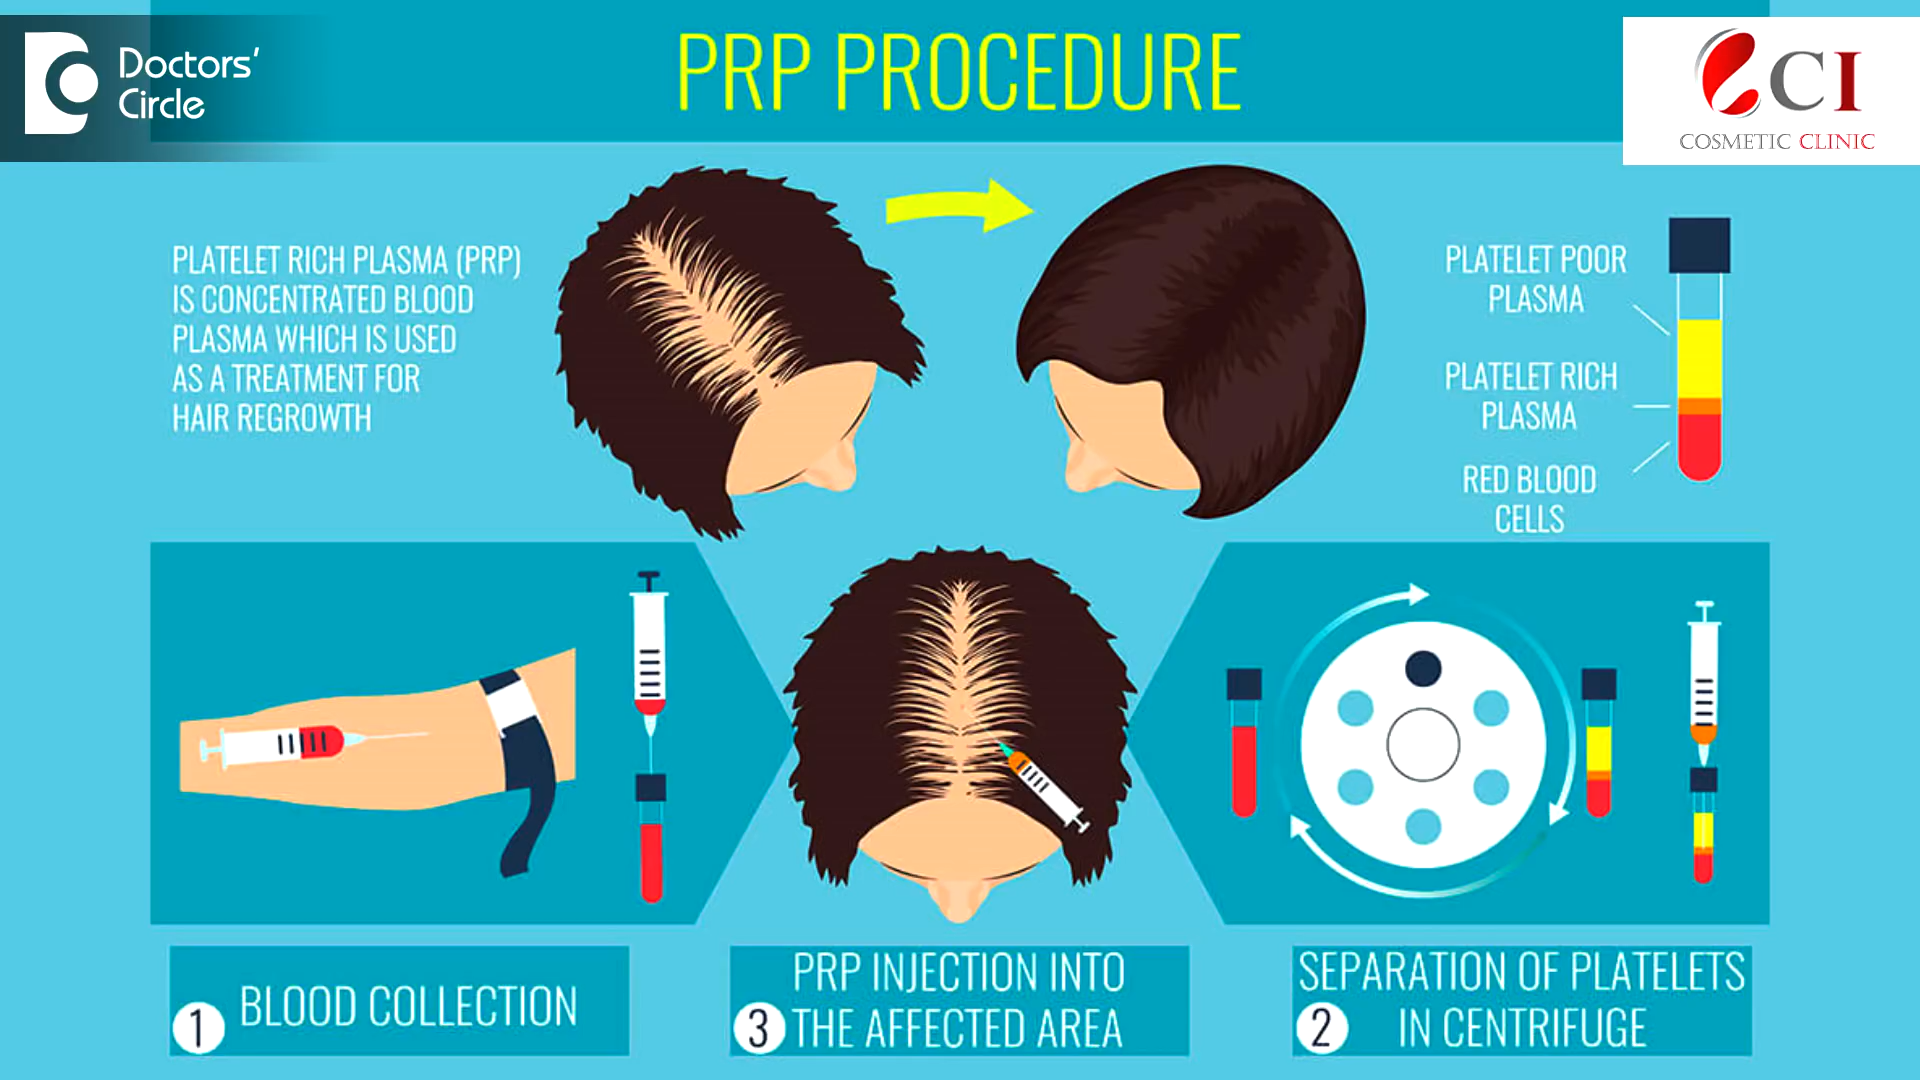 Doctors'
Circle
PRP PROCEDURE
CI
COSMETIC CLINIC
PLATELET RICH PLASMA (PRP)
IS CONCENTRATED BLOOD
PLASMA WHICH IS USED
AS A TREATMENT FOR
HAIR REGROWTH
PLATELET POOR
PLASMA
PLATELET RICH
PLASMA
RED BLOOD
CELLS
1 BLOOD COLLECTION
PRP INJECTION INTO
3 THE AFFECTED AREA
SEPARATION OF PLATELETS
2 IN CENTRIFUGE